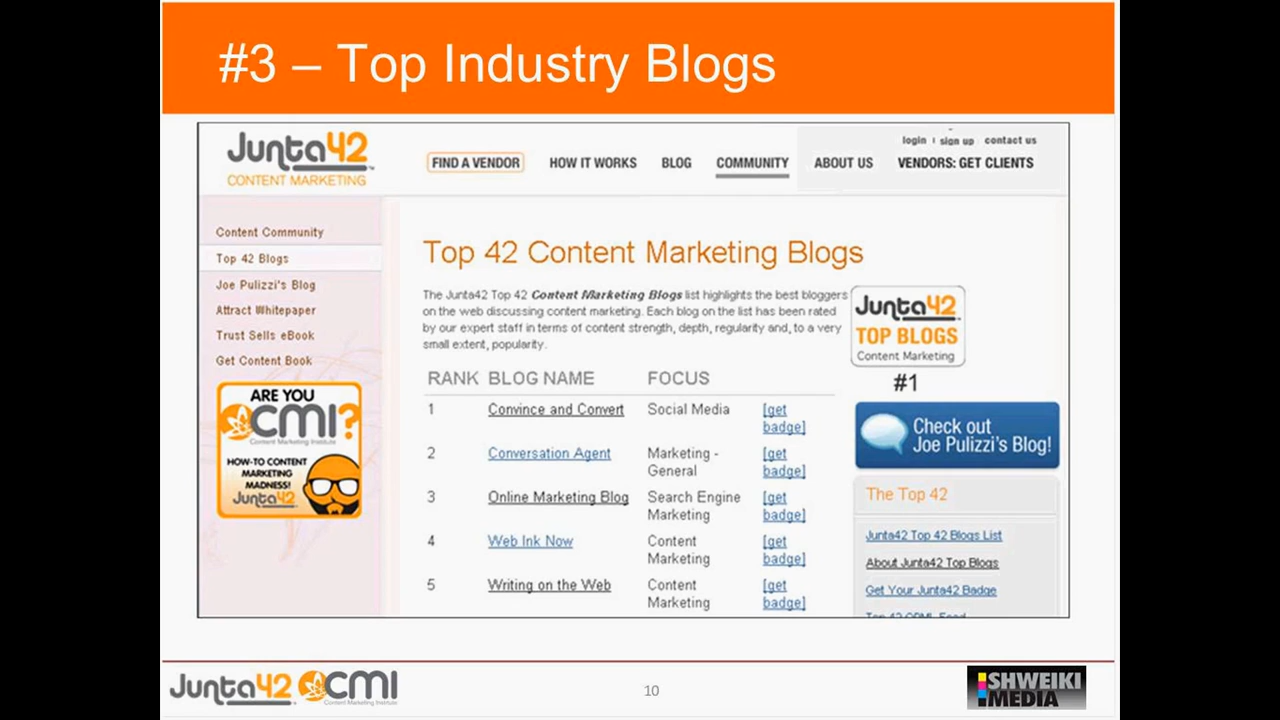 #3 – Top Industry Blogs
Junta42
CONTENT MARKETING
login | sign up contact us
FIND A VENDOR HOW IT WORKS BLOG COMMUNITY ABOUT US VENDORS: GET CLIENTS
Content Community
Top 42 Blogs
Joe Pulizzi's Blog
Attract Whitepaper
Trust Sells eBook
Get Content Book
ARE YOU
CMI?
Content Marketing Institute
HOW-TO CONTENT
MARKETING
MADNESS!
Junta42
Top 42 Content Marketing Blogs
The Junta42 Top 42 Content Marketing Blogs list highlights the best bloggers
on the web discussing content marketing. Each blog on the list has been rated
by our expert staff in terms of content strength, depth, regularity and, to a very
small extent, popularity.
RANK BLOG NAME FOCUS
1 Convince and Convert Social Media [get
badge]
2 Conversation Agent Marketing - [get
General badge]
3 Online Marketing Blog Search Engine [get
Marketing badge]
4 Web Ink Now Content [get
Marketing badge]
5 Writing on the Web Content [get
Marketing badge]
Junta42
TOP BLOGS
Content Marketing
#1
Check out
Joe Pulizzi's Blog!
The Top 42
Junta42 Top 42 Blogs List
About Junta42 Top Blogs
Get Your Junta42 Badge
Top 42 OPML Feed
Junta42 CMI
Content Marketing Institute
10
SHWEIKI
MEDIA